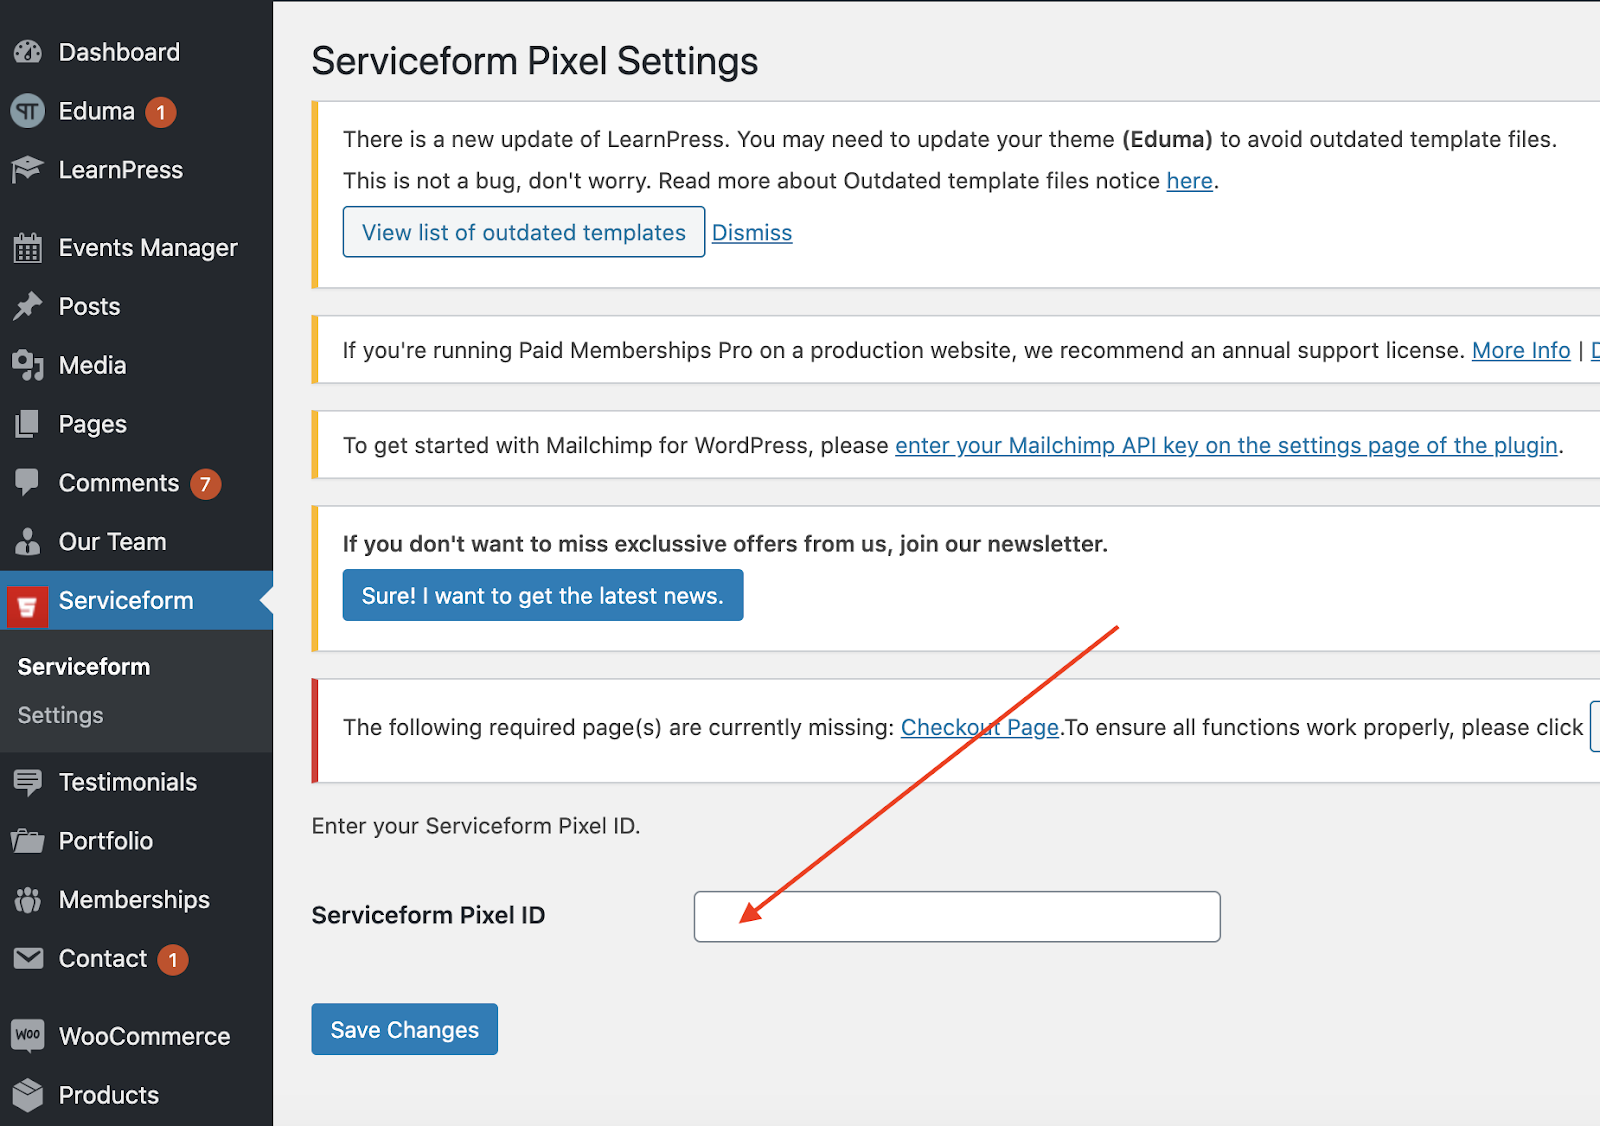 Dashboard
Eduma 1
LearnPress
Events Manager
Posts
Media
Pages
Comments 7
Our Team
Serviceform
Serviceform
Settings
Testimonials
Portfolio
Memberships
Contact 1
Woo WooCommerce
Products
Serviceform Pixel Settings
There is a new update of LearnPress. You may need to update your theme (Eduma) to avoid outdated template files.
This is not a bug, don't worry. Read more about Outdated template files notice here.
View list of outdated templates Dismiss
If you're running Paid Memberships Pro on a production website, we recommend an annual support license. More Info |
To get started with Mailchimp for WordPress, please enter your Mailchimp API key on the settings page of the plugin.
If you don't want to miss exclussive offers from us, join our newsletter.
Sure! I want to get the latest news.
The following required page(s) are currently missing: Checkout Page.To ensure all functions work properly, please click
Enter your Serviceform Pixel ID.
Serviceform Pixel ID
Save Changes